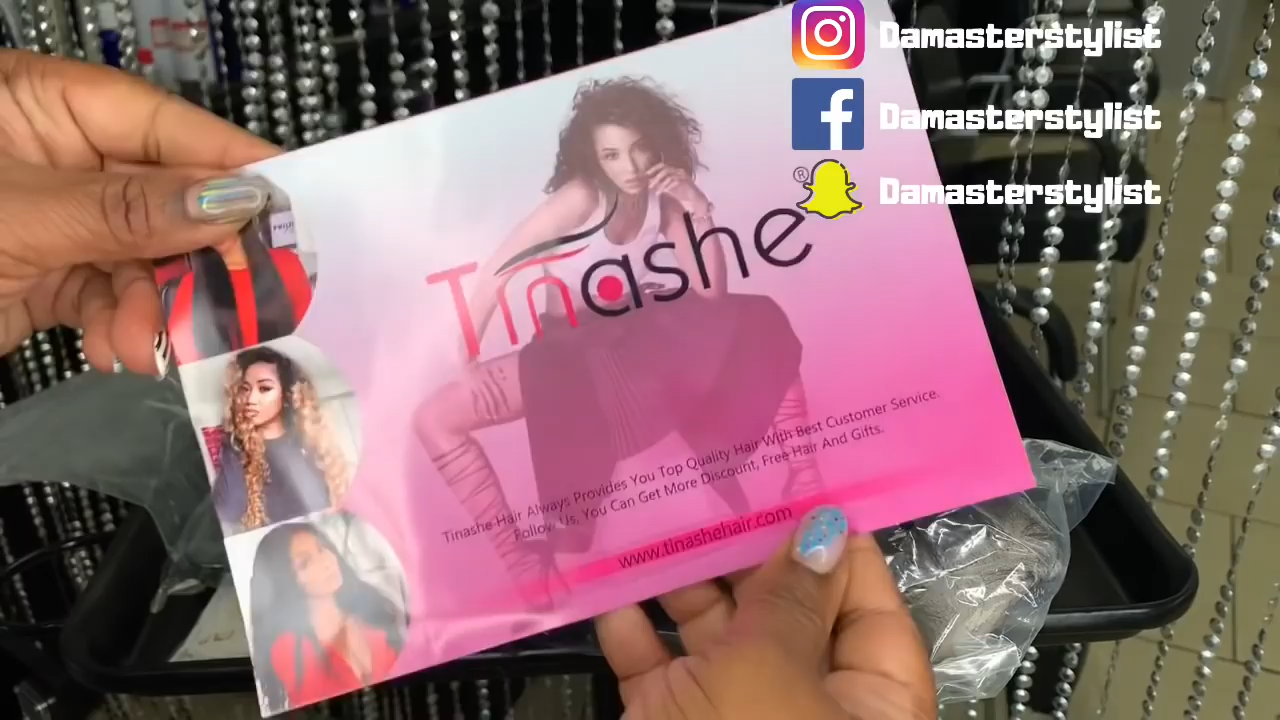 Damasterstylist
Damasterstylist
®
Damasterstylist
Tinashe
Tinashe Hair Always Provides You Top Quality Hair With Best Customer Service.
Follow Us, You Can Get More Discount, Free Hair And Gifts.
www.tinashehair.com